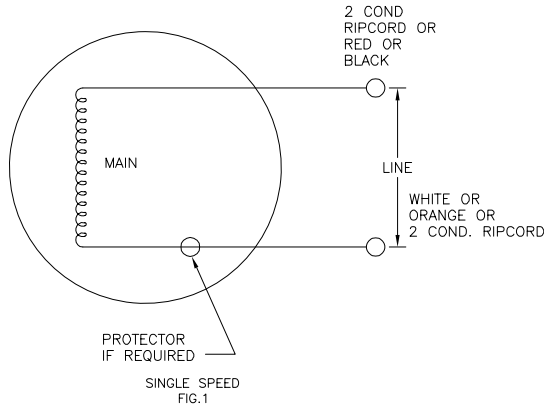 2 COND
RIPCORD OR
RED OR
BLACK
MAIN
LINE
WHITE OR
ORANGE OR
2 COND. RIPCORD
PROTECTOR
IF REQUIRED
SINGLE SPEED
FIG.1